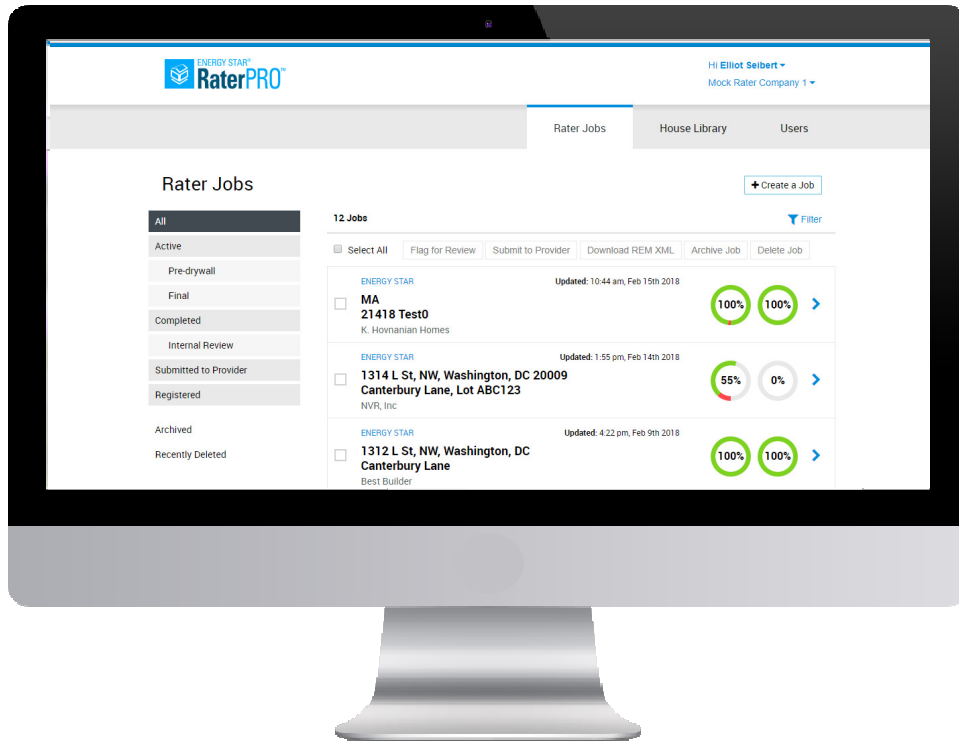 ENERGY STAR®
RaterPRO™
Hi Elliot Seibert
Mock Rater Company 1
Rater Jobs
House Library
Users
Rater Jobs
+ Create a Job
All
Active
Pre-drywall
Final
Completed
Internal Review
Submitted to Provider
Registered
Archived
Recently Deleted
12 Jobs
Filter
Select All
Flag for Review
Submit to Provider
Download REM XML
Archive Job
Delete Job
ENERGY STAR
Updated: 10:44 am, Feb 15th 2018
MA
21418 Test0
K. Hovnanian Homes
100%
100%
ENERGY STAR
Updated: 1:55 pm, Feb 14th 2018
1314 L St, NW, Washington, DC 20009
Canterbury Lane, Lot ABC123
NVR, Inc
55%
0%
ENERGY STAR
Updated: 4:22 pm, Feb 9th 2018
1312 L St, NW, Washington, DC
Canterbury Lane
Best Builder
100%
100%